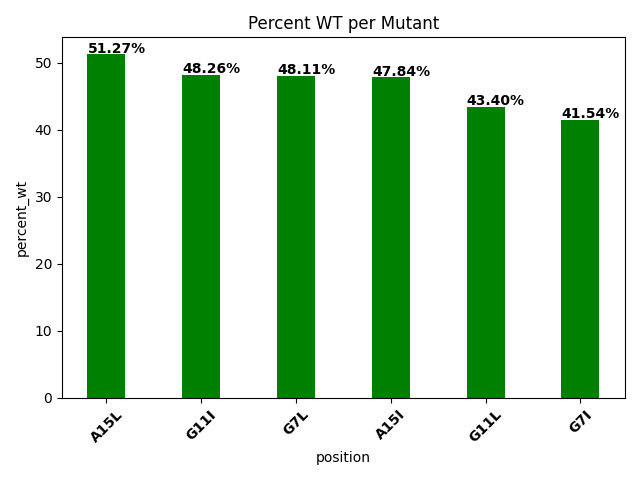 Percent WT per Mutant
51.27%
48.26%
48.11%
47.84%
43.40%
41.54%
percent_wt
50
40
30
20
10
0
A15L
G11I
G7L
A15I
G11L
G7I
position